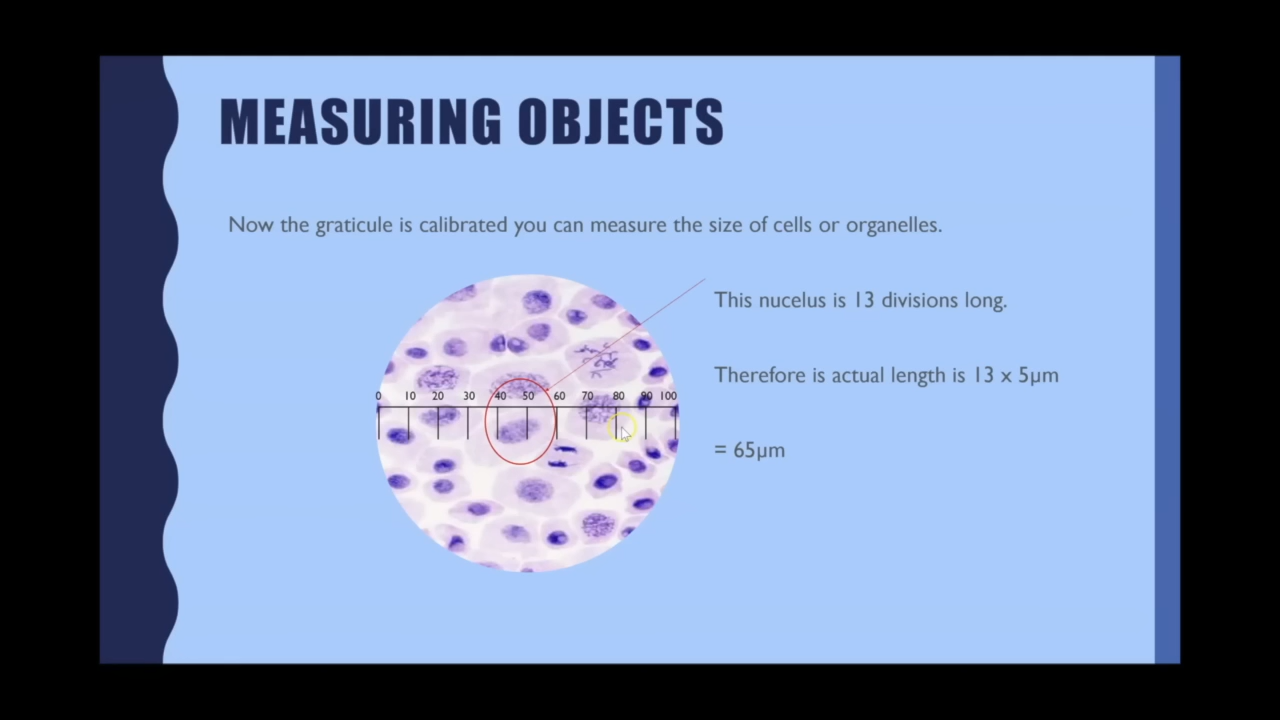 MEASURING OBJECTS
Now the graticule is calibrated you can measure the size of cells or organelles.
This nucelus is 13 divisions long.
Therefore is actual length is 13 x 5µm
0 10 20 30 40 50 60 70 80 90 100
= 65µm